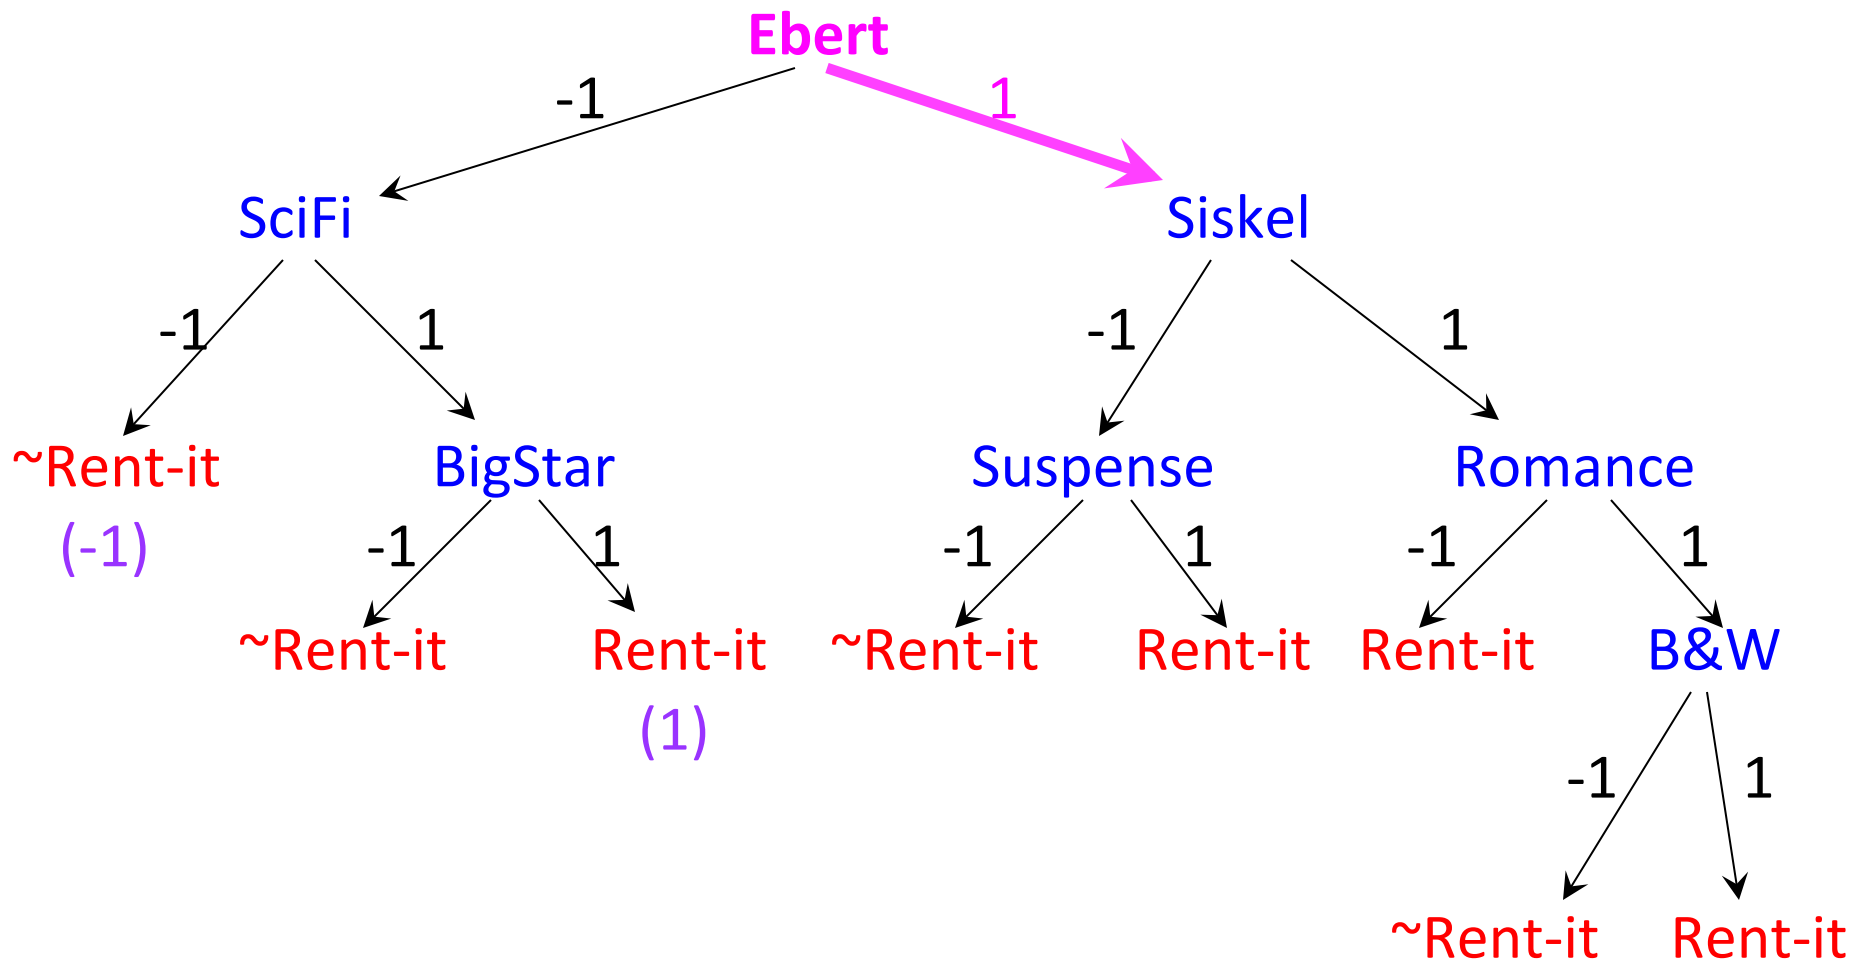 Ebert
-1 1
SciFi Siskel
-1 1 -1 1
~Rent-it BigStar Suspense Romance
(-1) -1 1 -1 1 -1 1
~Rent-it Rent-it ~Rent-it Rent-it Rent-it B&W
(1)
-1 1
~Rent-it Rent-it